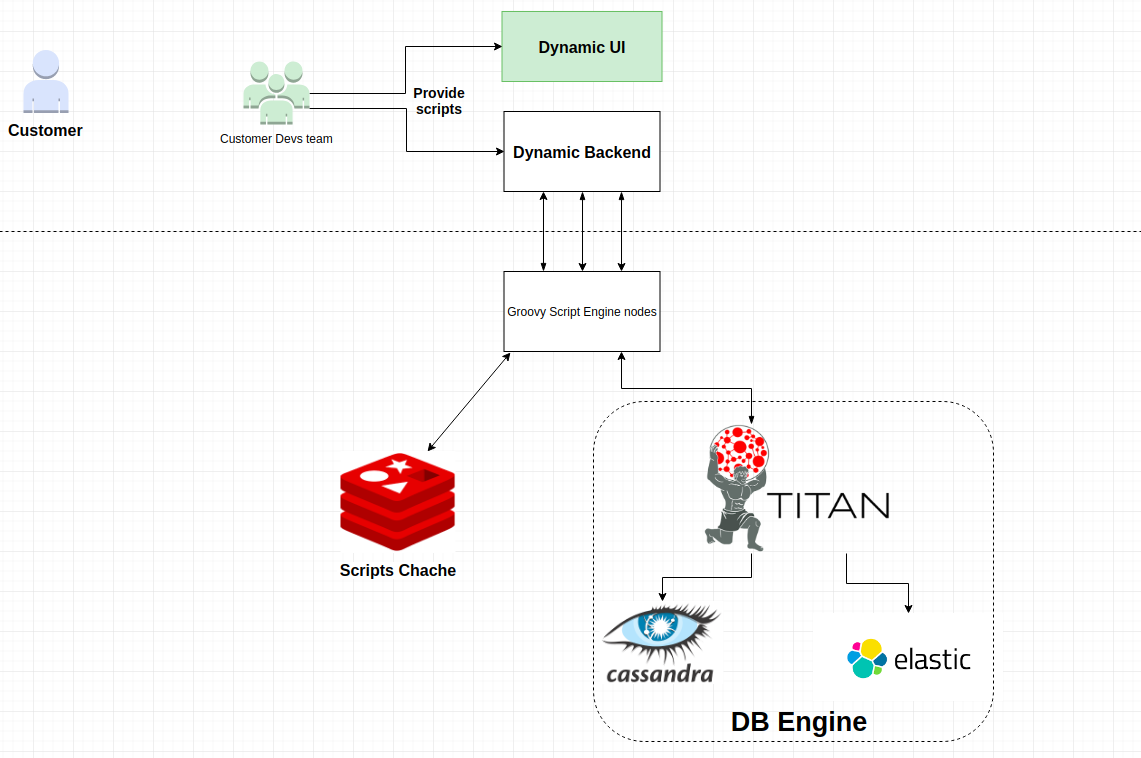 Dynamic UI
Customer
Customer Devs team
Provide
scripts
Dynamic Backend
Groovy Script Engine nodes
Scripts Chache
TITAN
cassandra
elastic
DB Engine